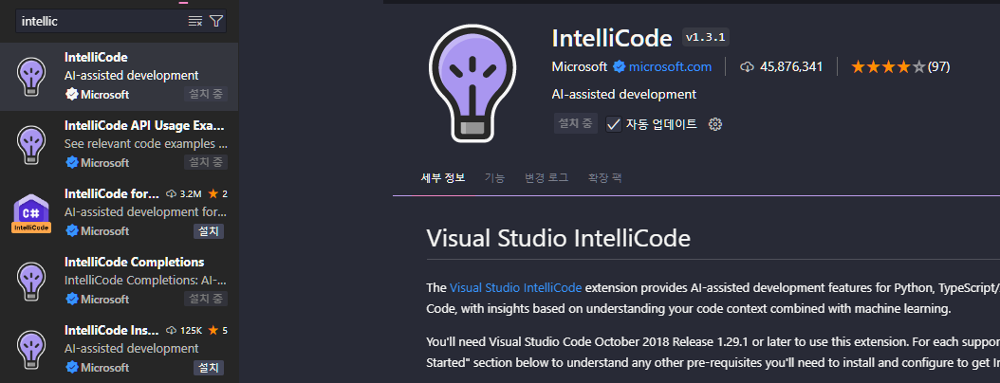 intellic
IntelliCode
AI-assisted development
Microsoft
설치 중
IntelliCode API Usage Exa...
See relevant code examples ...
Microsoft
설치 중
IntelliCode for... 3.2M ★ 2
AI-assisted development for...
Microsoft
설치
IntelliCode
IntelliCode Completions
IntelliCode Completions: AI-...
Microsoft
설치 중
IntelliCode Ins... 125K ★ 5
AI-assisted development
Microsoft
설치
IntelliCode v1.3.1
Microsoft microsoft.com 45,876,341 (97)
AI-assisted development
설치 중 자동 업데이트
세부 정보 기능 변경 로그 확장 팩
Visual Studio IntelliCode
The Visual Studio IntelliCode extension provides AI-assisted development features for Python, TypeScript/
Code, with insights based on understanding your code context combined with machine learning.
You'll need Visual Studio Code October 2018 Release 1.29.1 or later to use this extension. For each suppor
Started" section below to understand any other pre-requisites you'll need to install and configure to get In